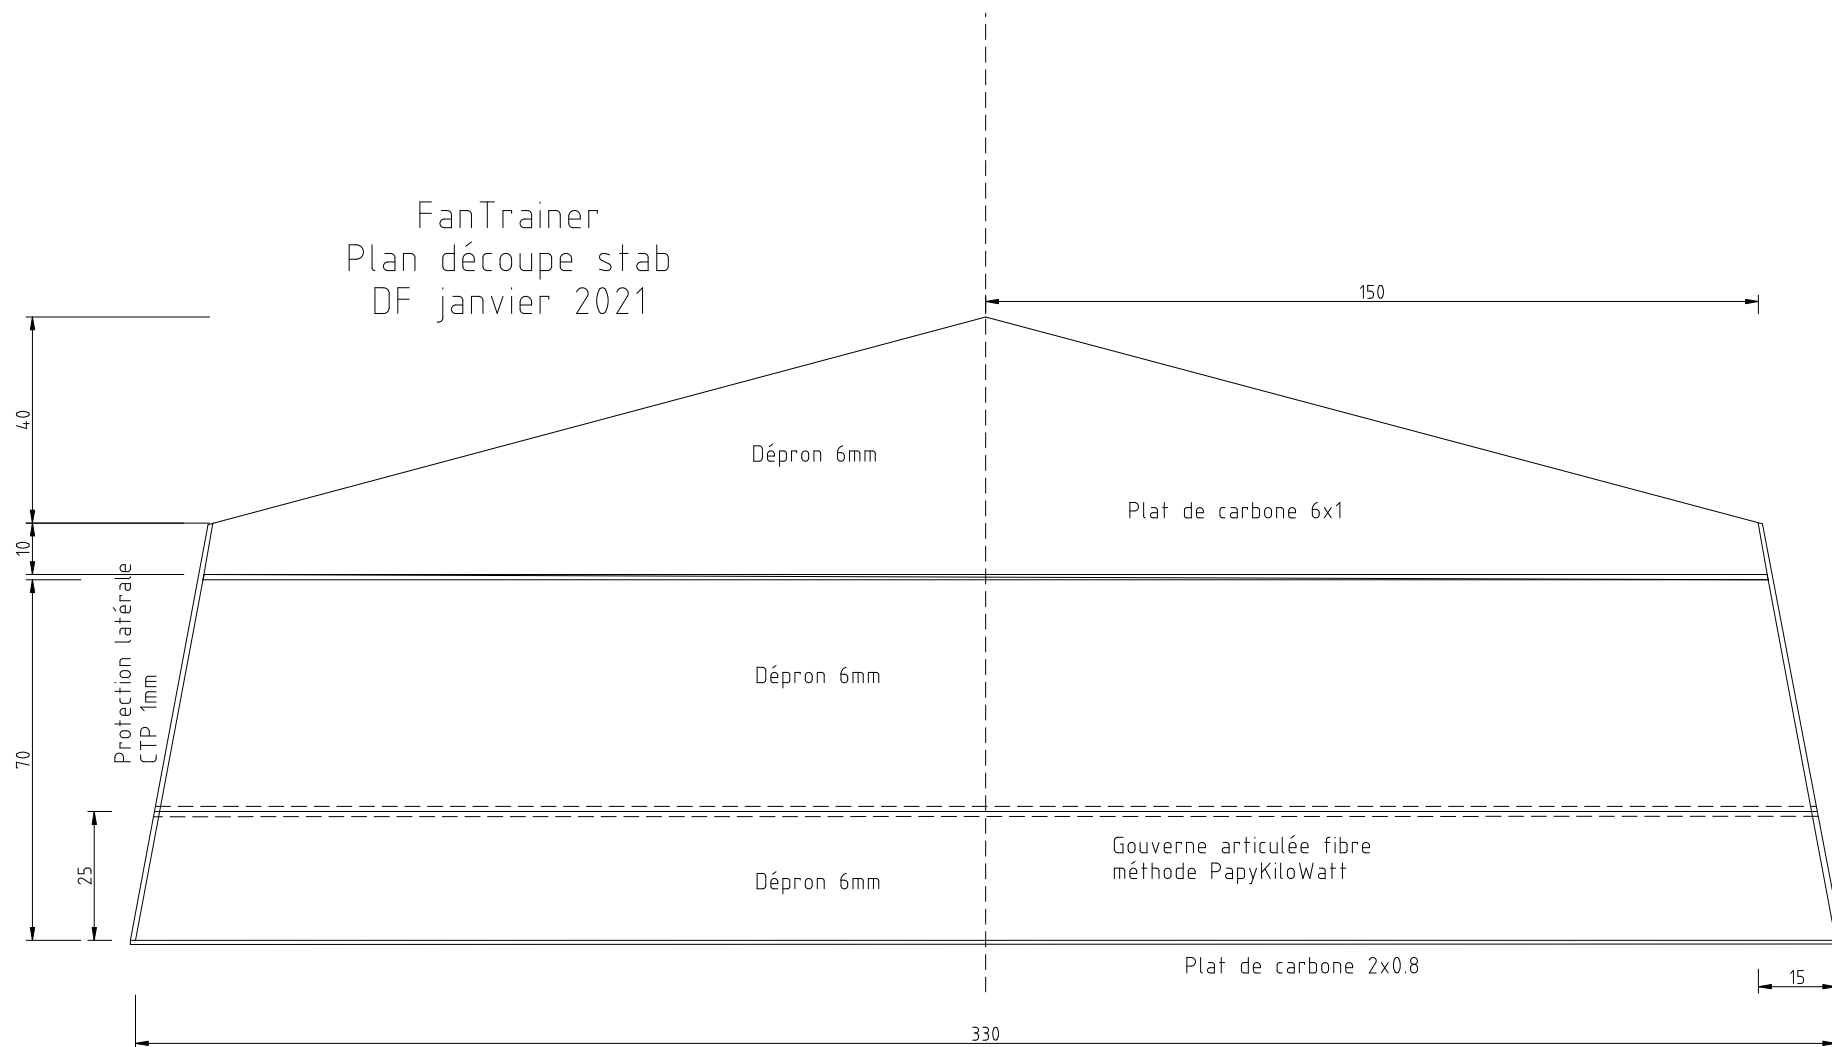 FanTrainer
Plan découpe stab
DF janvier 2021
150
40
Dépron 6mm
Plat de carbone 6x1
10
Protection latérale
CTP 1mm
Dépron 6mm
70
Gouverne articulée fibre
méthode PapyKiloWatt
25
Dépron 6mm
Plat de carbone 2x0.8
15
330